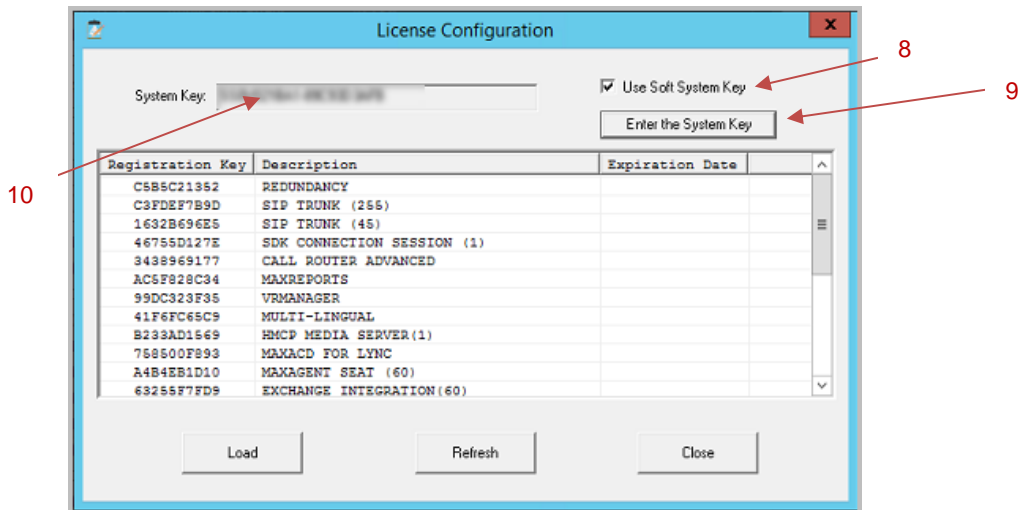 License Configuration
x
8
System Key:
Use Soft System Key
9
Enter the System Key
Registration Key Description Expiration Date
C5B5C21352 REDUNDANCY
10
C3FDEF7B9D SIP TRUNK (255)
1632B696E5 SIP TRUNK (45)
46755D127E SDK CONNECTION SESSION (1)
3438969177 CALL ROUTER ADVANCED
AC5F828C34 MAXREPORTS
99DC323F35 VRMANAGER
41F6FC65C9 MULTI-LINGUAL
B233AD1569 HMCP MEDIA SERVER(1)
758500F893 MAXACD FOR LYNC
A4B4EB1D10 MAXAGENT SEAT (60)
63255F7FD9 EXCHANGE INTEGRATION(60)
Load Refresh Close